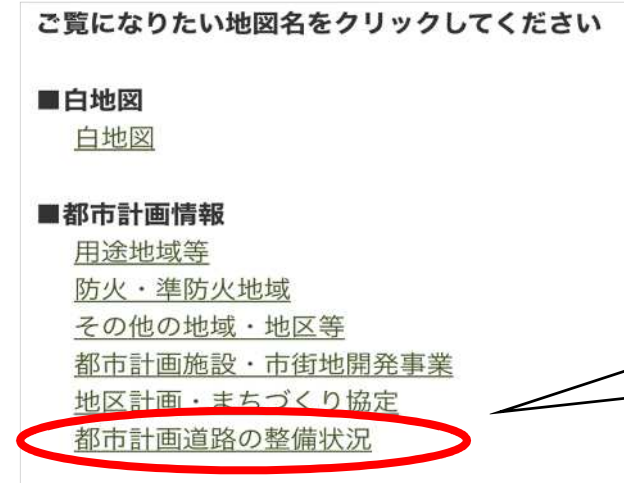 ご覧になりたい地図名をクリックしてください
■白地図
白地図
■都市計画情報
用途地域等
防火・準防火地域
その他の地域・地区等
都市計画施設・市街地開発事業
地区計画・まちづくり協定
都市計画道路の整備状況